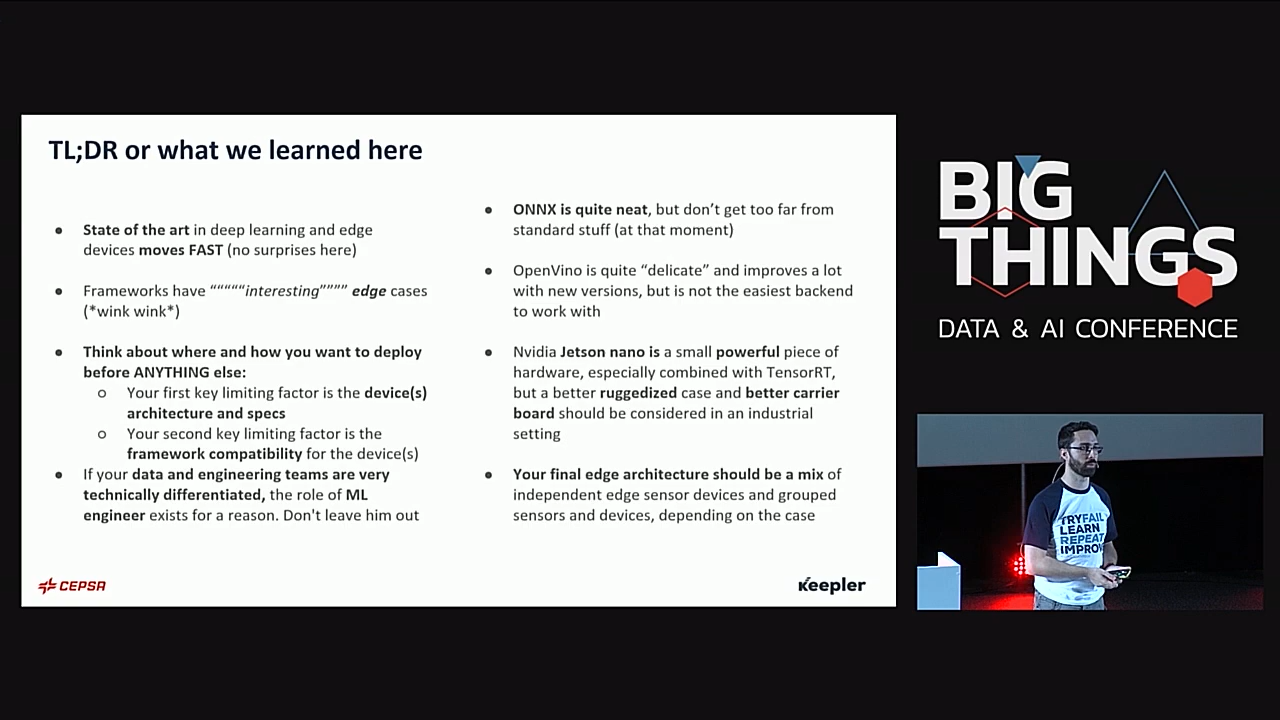 TL;DR or what we learned here
● State of the art in deep learning and edge
devices moves FAST (no surprises here)
● Frameworks have “““““interesting”””” edge cases
(*wink wink*)
● Think about where and how you want to deploy
before ANYTHING else:
○ Your first key limiting factor is the device(s)
architecture and specs
○ Your second key limiting factor is the
framework compatibility for the device(s)
● If your data and engineering teams are very
technically differentiated, the role of ML
engineer exists for a reason. Don't leave him out
● ONNX is quite neat, but don’t get too far from
standard stuff (at that moment)
● OpenVino is quite “delicate” and improves a lot
with new versions, but is not the easiest backend
to work with
● Nvidia Jetson nano is a small powerful piece of
hardware, especially combined with TensorRT,
but a better ruggedized case and better carrier
board should be considered in an industrial
setting
● Your final edge architecture should be a mix of
independent edge sensor devices and grouped
sensors and devices, depending on the case
CEPSA
Keepler
BIG
THINGS
DATA & AI CONFERENCE
TRYFAIL
LEARN
REPEAT
IMPROV